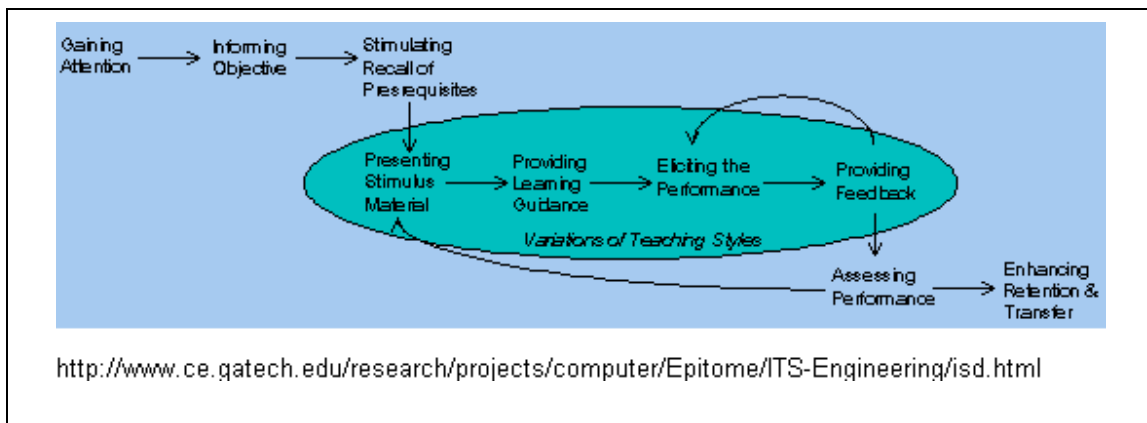 Gaining
Attention
Informing
Objective
Stimulating
Recall of
Presrequisites
Presenting
Stimulus
Material
Providing
Learning
Guidance
Eliciting the
Performance
Providing
Feedback
Variations of Teaching Styles
Assessing
Performance
Enhancing
Retention &
Transfer
http://www.ce.gatech.edu/research/projects/computer/Epitome/ITS-Engineering/isd.html